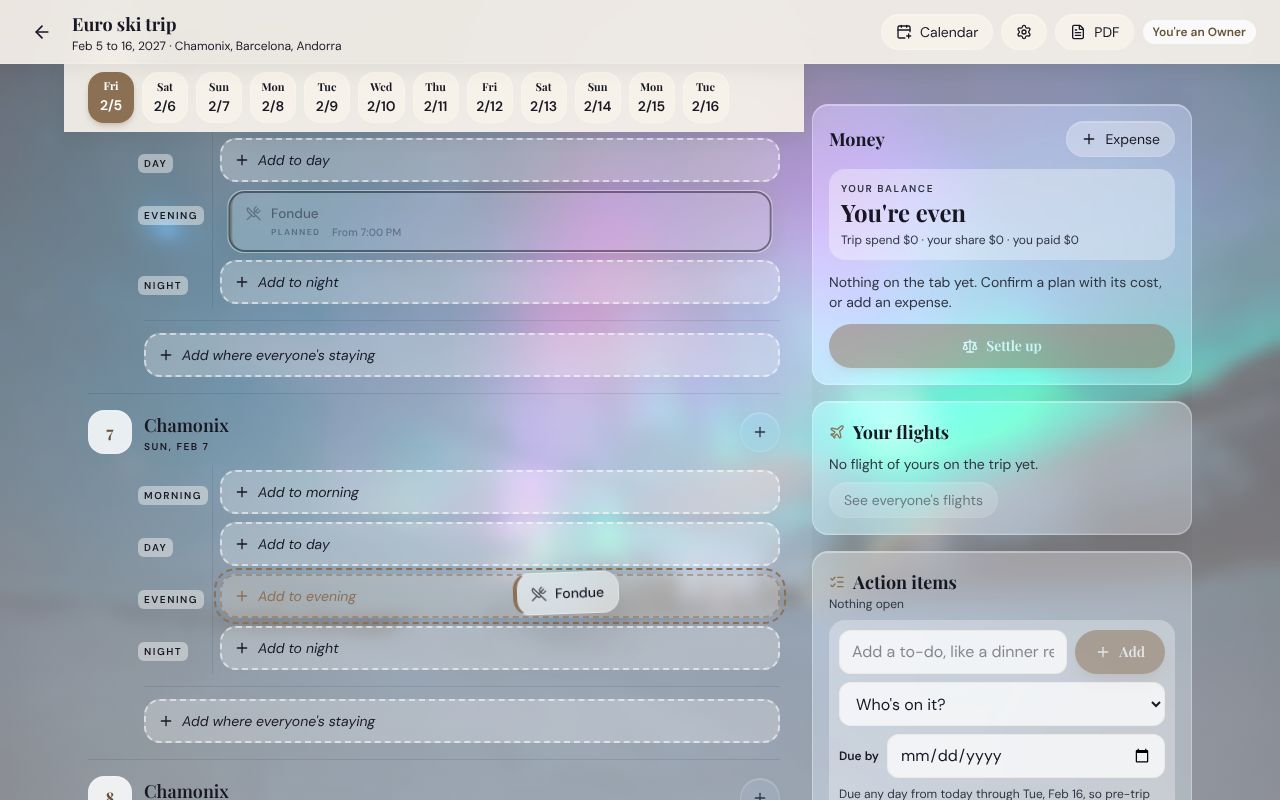 Euro ski trip
Feb 5 to 16, 2027 · Chamonix, Barcelona, Andorra
Calendar
PDF
You're an Owner
Fri 2/5
Sat 2/6
Sun 2/7
Mon 2/8
Tue 2/9
Wed 2/10
Thu 2/11
Fri 2/12
Sat 2/13
Sun 2/14
Mon 2/15
Tue 2/16
DAY
+ Add to day
EVENING
Fondue
PLANNED From 7:00 PM
NIGHT
+ Add to night
+ Add where everyone's staying
7
Chamonix
SUN, FEB 7
+
MORNING
+ Add to morning
DAY
+ Add to day
EVENING
+ Add to evening
Fondue
NIGHT
+ Add to night
+ Add where everyone's staying
8
Chamonix
+
Money
+ Expense
YOUR BALANCE
You're even
Trip spend $0 · your share $0 · you paid $0
Nothing on the tab yet. Confirm a plan with its cost,
or add an expense.
Settle up
Your flights
No flight of yours on the trip yet.
See everyone's flights
Action items
Nothing open
Add a to-do, like a dinner re
+ Add
Who's on it?
Due by
mm/dd/yyyy
Due any day from today through Tue, Feb 16, so pre-trip